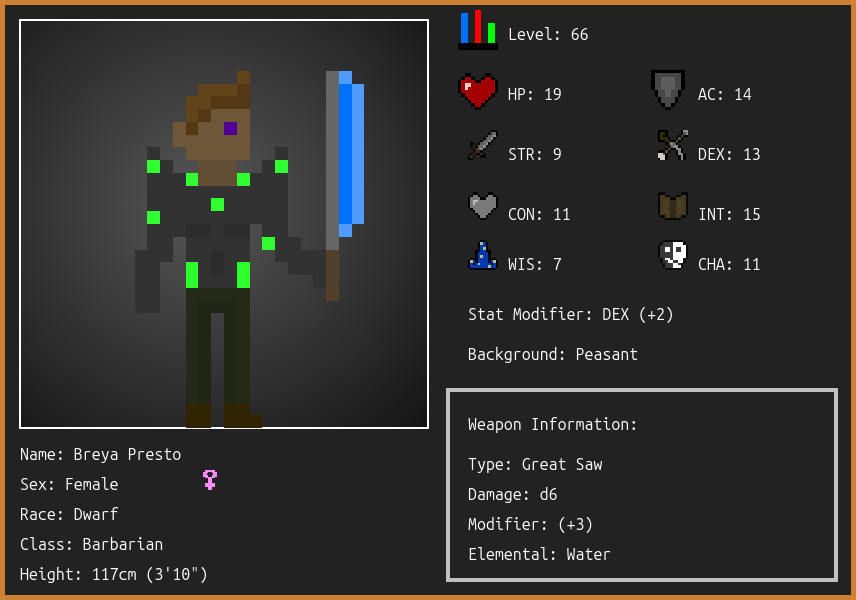 Level: 66
HP: 19
AC: 14
STR: 9
DEX: 13
CON: 11
INT: 15
WIS: 7
CHA: 11
Stat Modifier: DEX (+2)
Background: Peasant
Name: Breya Presto
Sex: Female
Race: Dwarf
Class: Barbarian
Height: 117cm (3'10")
Weapon Information:
Type: Great Saw
Damage: d6
Modifier: (+3)
Elemental: Water